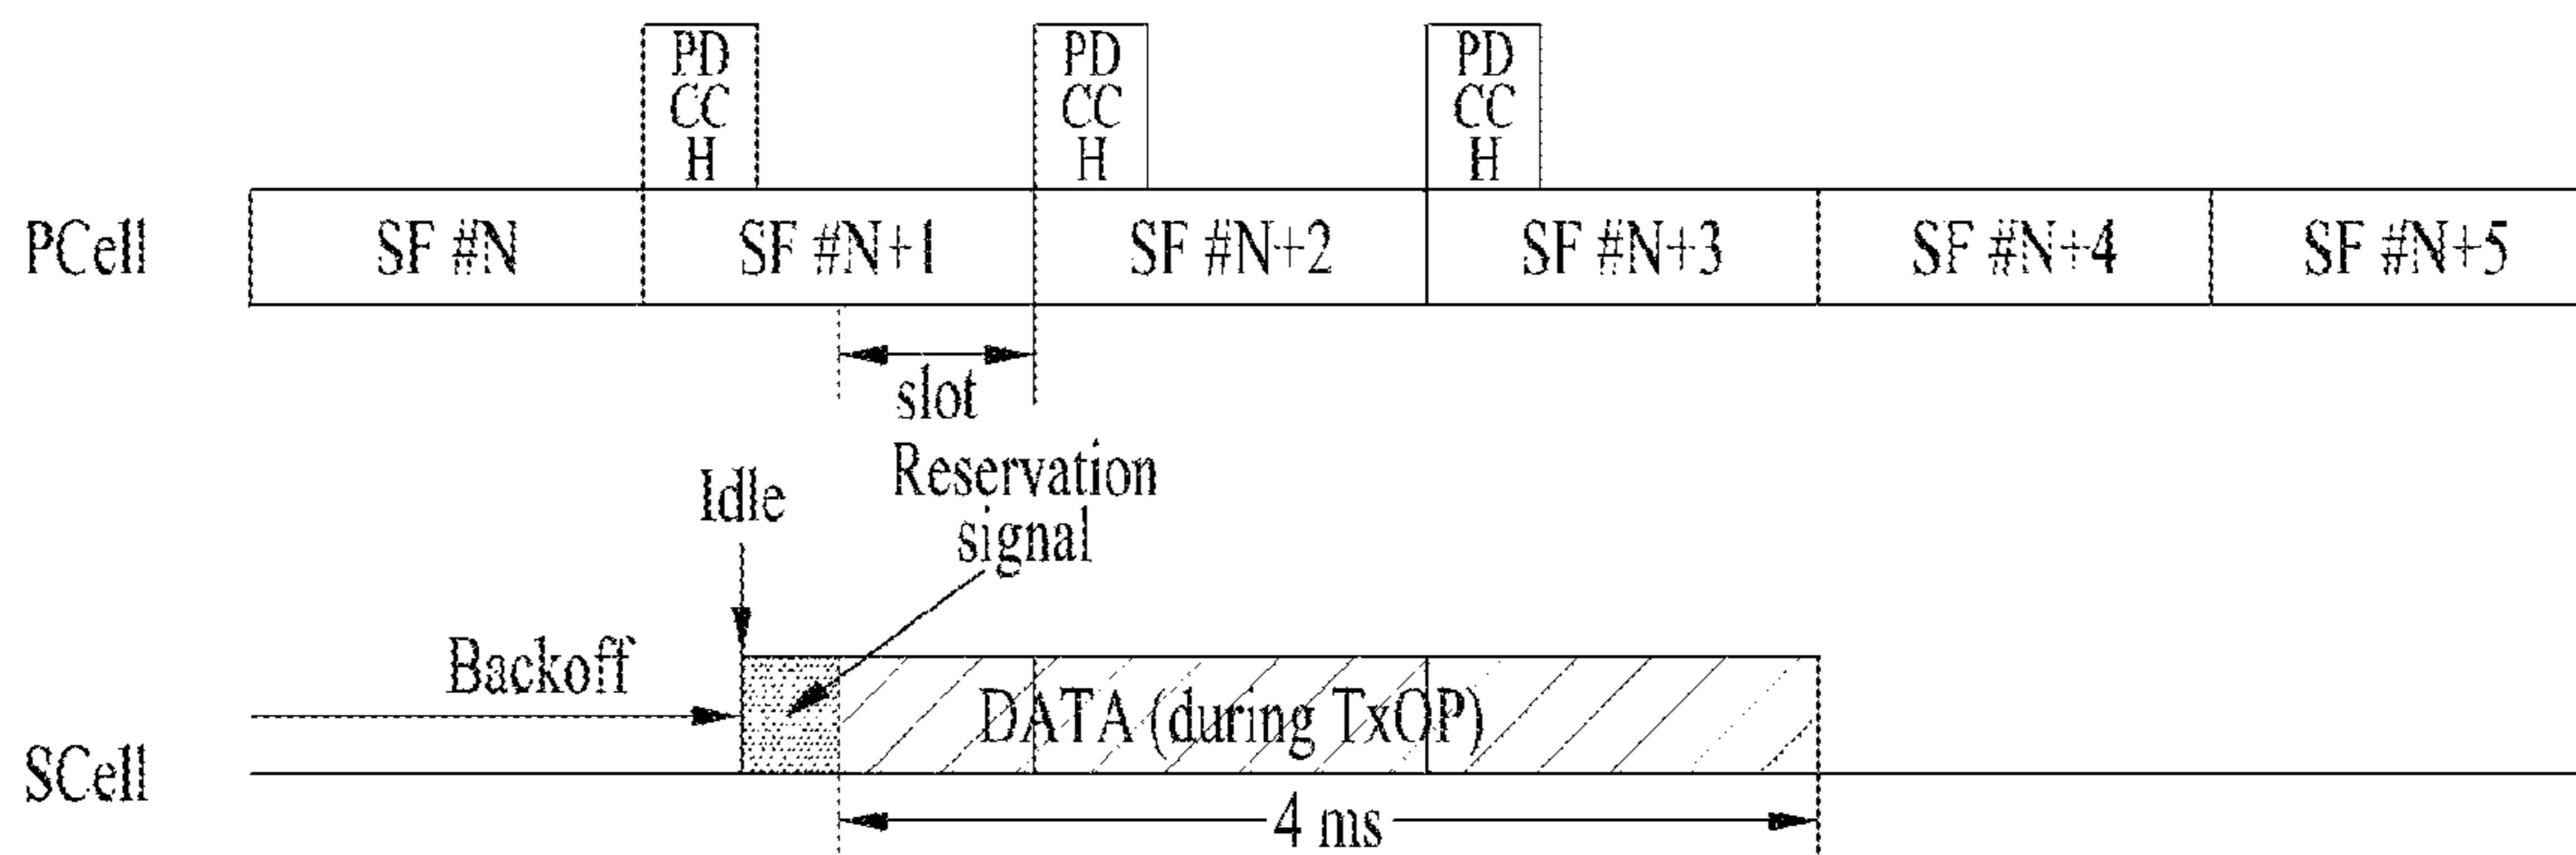 PD
CC
H
PD
CC
H
PD
CC
H
PCell
SF #N
SF #N+1
SF #N+2
SF #N+3
SF #N+4
SF #N+5
slot
Reservation
signal
Idle
Backoff
DATA (during TxOP)
SCell
4 ms